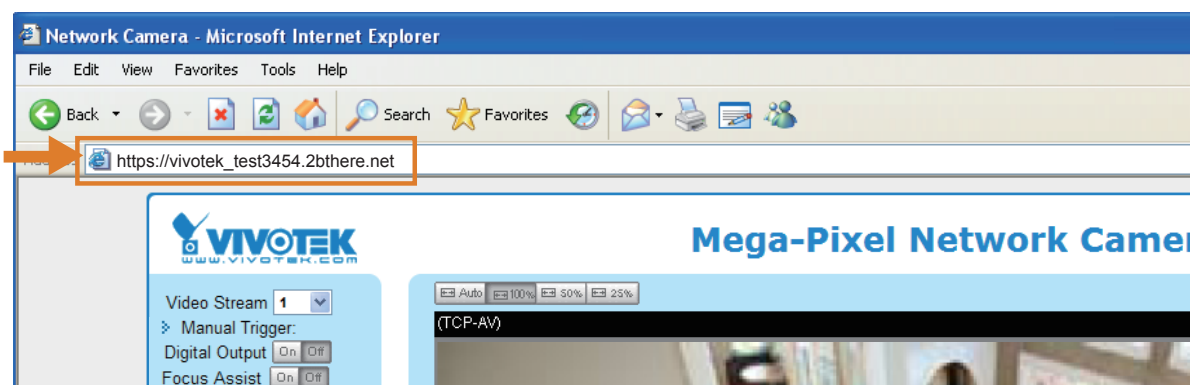 Network Camera - Microsoft Internet Explorer
File Edit View Favorites Tools Help
Back Search Favorites
https://vivotek_test3454.2bthere.net
VIVOTEK
www.vivotek.com
Mega-Pixel Network
Video Stream 1
Auto 100% 50% 25%
Manual Trigger:
(TCP-AV)
Digital Output On Off
Focus Assist On Off